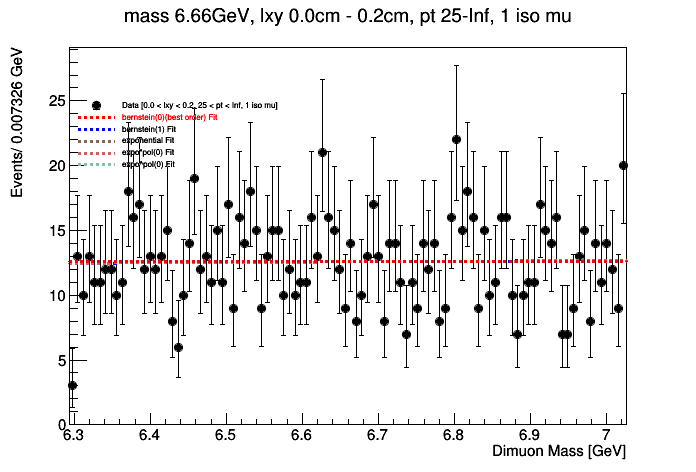 mass 6.66GeV, lxy 0.0cm - 0.2cm, pt 25-Inf, 1 iso mu
Events/ 0.007326 GeV
25
20
15
10
5
0
Data [0.0 < lxy < 0.2, 25 < pt < Inf, 1 iso mu]
bernstein(0)(best order) Fit
bernstein(1) Fit
exponential Fit
expo*pol(0) Fit
expo*pol(0) Fit
6.3 6.4 6.5 6.6 6.7 6.8 6.9 7
Dimuon Mass [GeV]